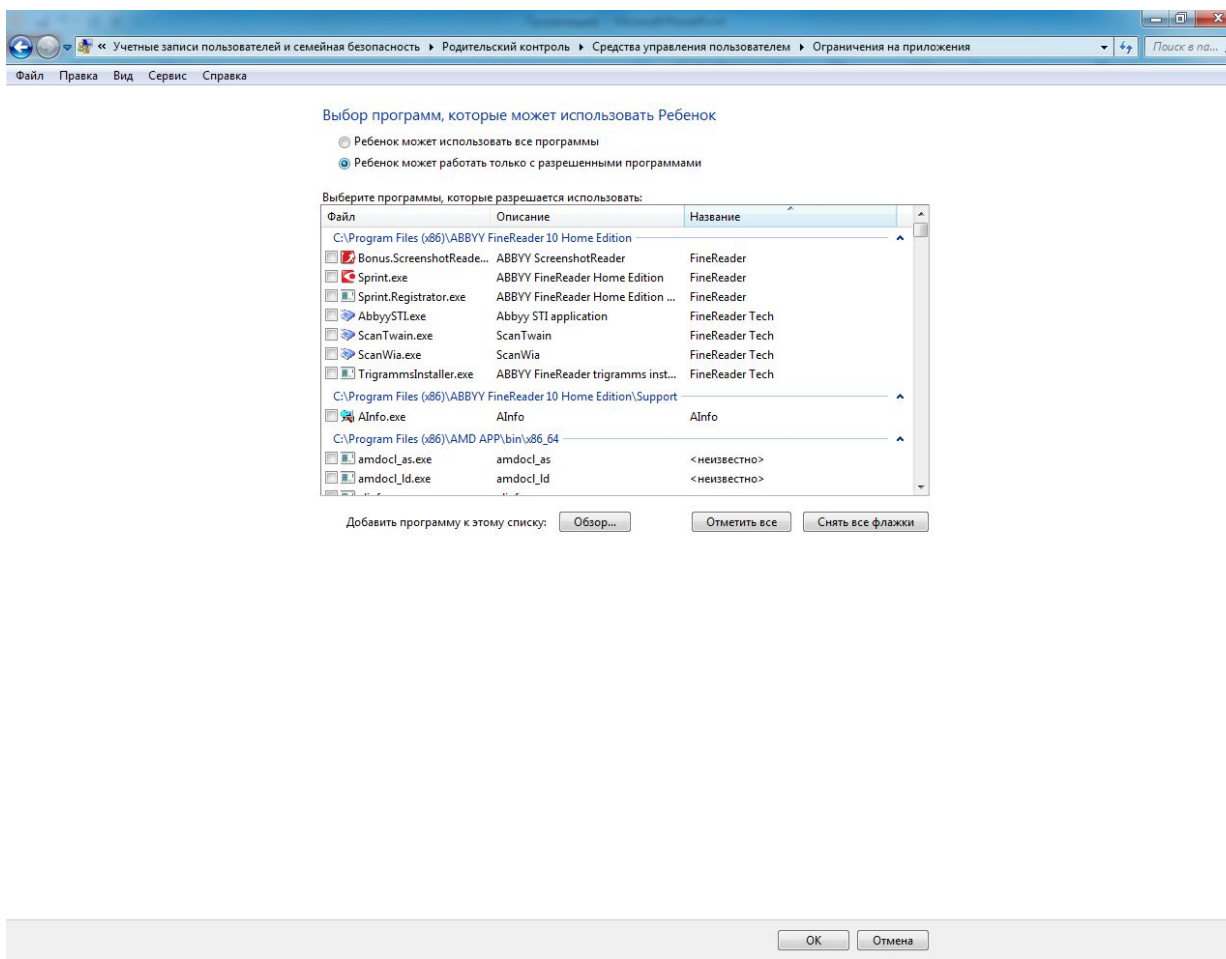 « Учетные записи пользователей и семейная безопасность Родительский контроль Средства управления пользователем Ограничения на приложения Поиск в па...
Файл Правка Вид Сервис Справка
Выбор программ, которые может использовать Ребенок
Ребенок может использовать все программы
Ребенок может работать только с разрешенными программами
Выберите программы, которые разрешается использовать:
Файл Описание Название
C:\Program Files (x86)\ABBYY FineReader 10 Home Edition
Bonus.ScreenshotReade... ABBYY ScreenshotReader FineReader
Sprint.exe ABBYY FineReader Home Edition FineReader
Sprint.Registrator.exe ABBYY FineReader Home Edition ... FineReader
AbbyySTI.exe Abbyy STI application FineReader Tech
ScanTwain.exe ScanTwain FineReader Tech
ScanWia.exe ScanWia FineReader Tech
TrigrammsInstaller.exe ABBYY FineReader trigramms inst... FineReader Tech
C:\Program Files (x86)\ABBYY FineReader 10 Home Edition\Support
AInfo.exe AInfo AInfo
C:\Program Files (x86)\AMD APP\bin\x86_64
amdocl_as.exe amdocl_as <неизвестно>
amdocl_ld.exe amdocl_ld <неизвестно>
Добавить программу к этому списку: Обзор... Отметить все Снять все флажки
OK Отмена